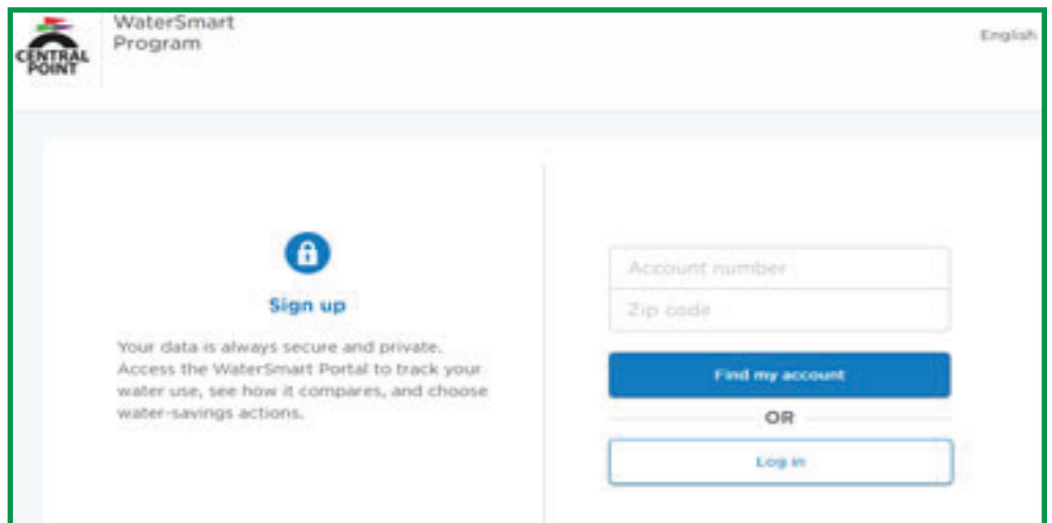 CENTRAL
POINT
WaterSmart
Program
English
Sign up
Your data is always secure and private.
Access the WaterSmart Portal to track your
water use, see how it compares, and choose
water-savings actions.
Account number
Zip code
Find my account
OR
Log in